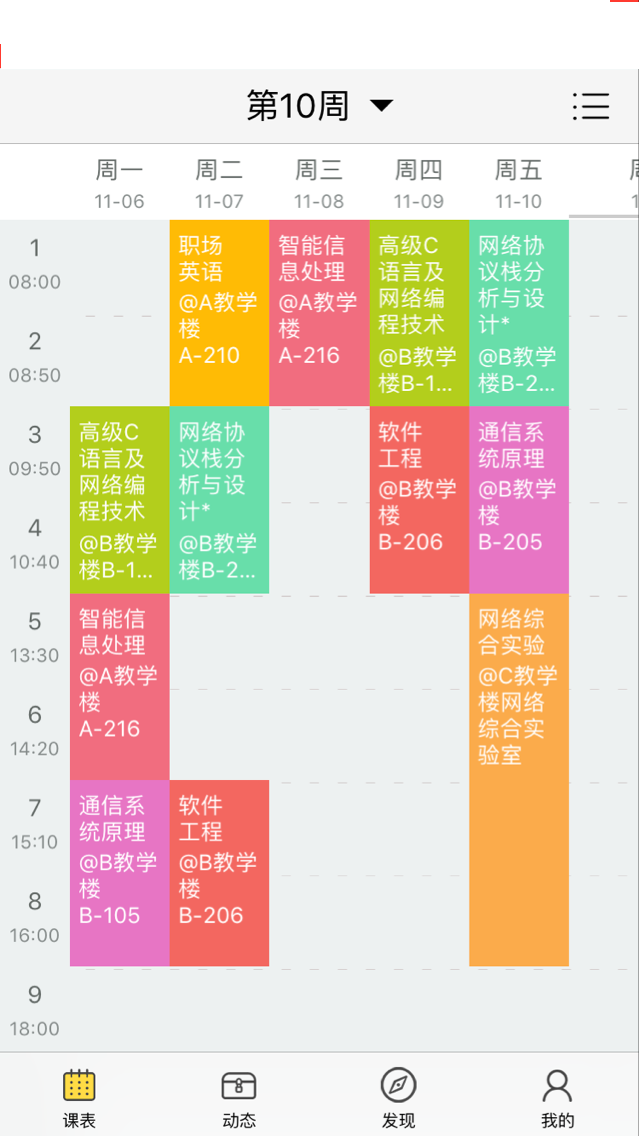 第10周
周一 周二 周三 周四 周五
11-06 11-07 11-08 11-09 11-10
1
08:00
2
08:50
职场
英语
@A教学
楼
A-210
智能信
息处理
@A教学
楼
A-216
高级C
语言及
网络编
程技术
@B教学
楼B-1...
网络协
议栈分
析与设
计*
@B教学
楼B-2...
3
09:50
4
10:40
高级C
语言及
网络编
程技术
@B教学
楼B-1...
网络协
议栈分
析与设
计*
@B教学
楼B-2...
软件
工程
@B教学
楼
B-206
通信系
统原理
@B教学
楼
B-205
5
13:30
6
14:20
智能信
息处理
@A教学
楼
A-216
网络综
合实验
@C教学
楼网络
综合实
验室
7
15:10
8
16:00
通信系
统原理
@B教学
楼
B-105
软件
工程
@B教学
楼
B-206
9
18:00
课表 动态 发现 我的